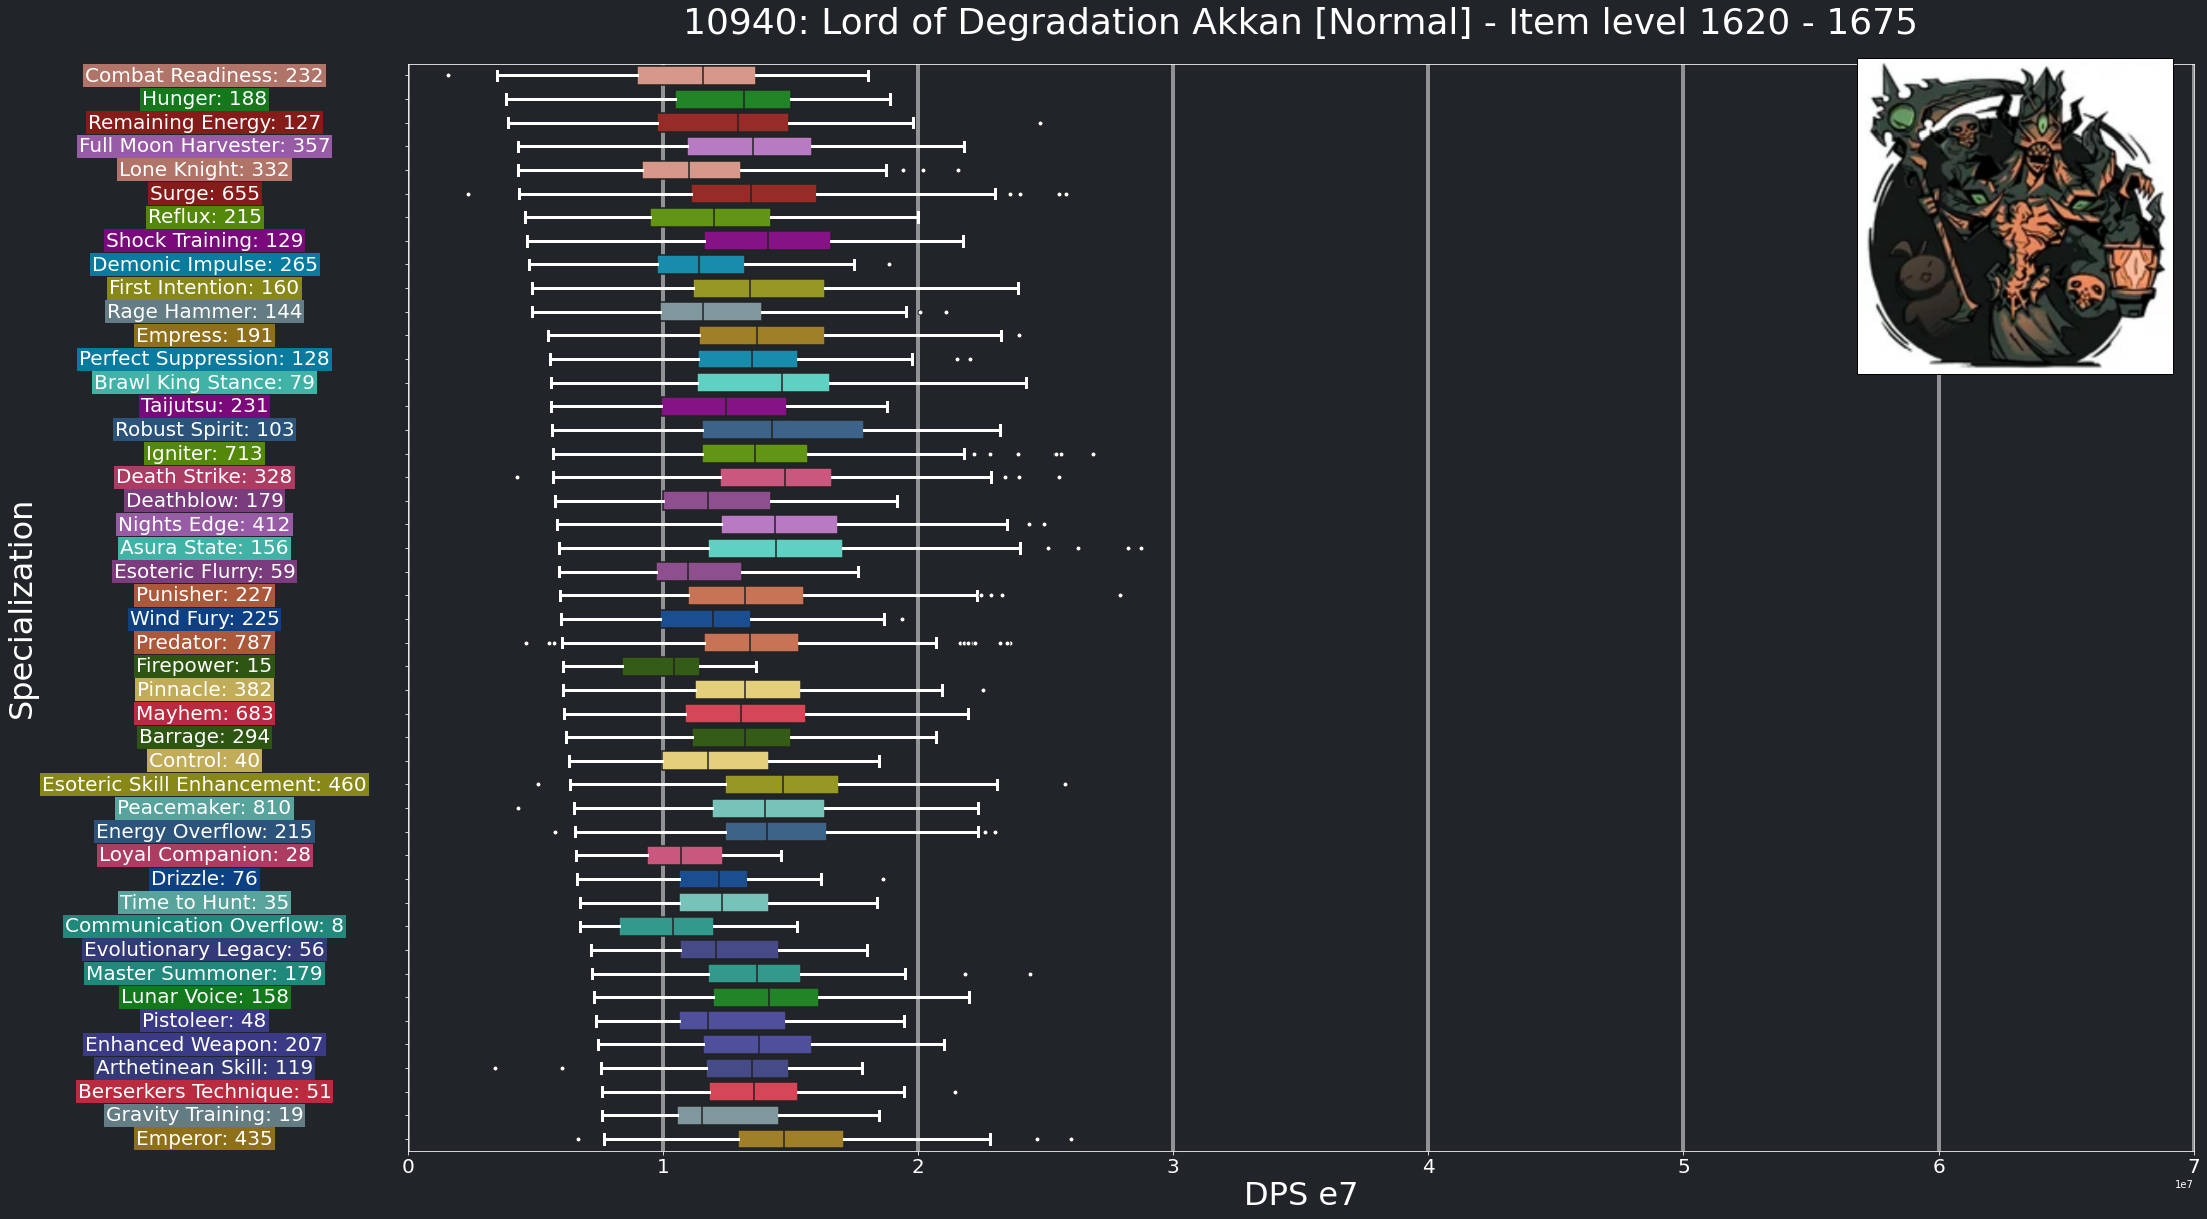 10940: Lord of Degradation Akkan [Normal] - Item level 1620 - 1675
Specialization
Combat Readiness: 232
Hunger: 188
Remaining Energy: 127
Full Moon Harvester: 357
Lone Knight: 332
Surge: 655
Reflux: 215
Shock Training: 129
Demonic Impulse: 265
First Intention: 160
Rage Hammer: 144
Empress: 191
Perfect Suppression: 128
Brawl King Stance: 79
Taijutsu: 231
Robust Spirit: 103
Igniter: 713
Death Strike: 328
Deathblow: 179
Nights Edge: 412
Asura State: 156
Esoteric Flurry: 59
Punisher: 227
Wind Fury: 225
Predator: 787
Firepower: 15
Pinnacle: 382
Mayhem: 683
Barrage: 294
Control: 40
Esoteric Skill Enhancement: 460
Peacemaker: 810
Energy Overflow: 215
Loyal Companion: 28
Drizzle: 76
Time to Hunt: 35
Communication Overflow: 8
Evolutionary Legacy: 56
Master Summoner: 179
Lunar Voice: 158
Pistoleer: 48
Enhanced Weapon: 207
Arthetinean Skill: 119
Berserkers Technique: 51
Gravity Training: 19
Emperor: 435
0 1 2 3 4 5 6 7
1e7
DPS e7